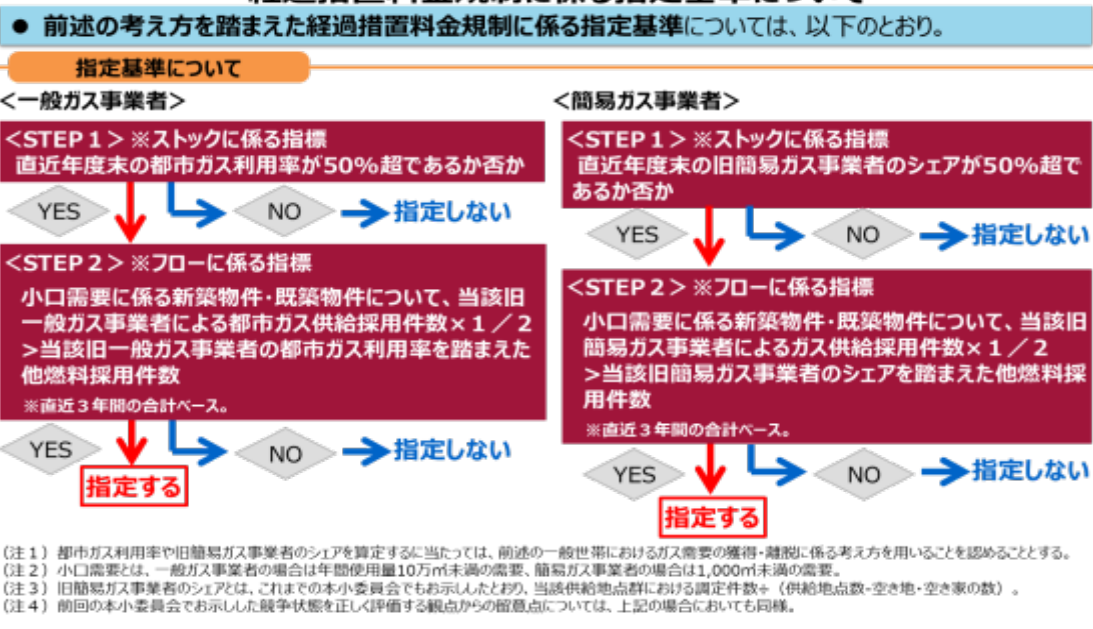 経過措置料金規制に係る指定基準について
● 前述の考え方を踏まえた経過措置料金規制に係る指定基準については、以下のとおり。
指定基準について
＜一般ガス事業者＞
＜STEP１＞※ストックに係る指標
直近年度末の都市ガス利用率が50%超であるか否か
YES
NO
指定しない
＜STEP２＞※フローに係る指標
小口需要に係る新築物件・既築物件について、当該旧
一般ガス事業者による都市ガス供給採用件数×１／２
>当該旧一般ガス事業者の都市ガス利用率を踏まえた
他燃料採用件数
※直近３年間の合計ベース。
YES
NO
指定しない
指定する
＜簡易ガス事業者＞
＜STEP１＞※ストックに係る指標
直近年度末の旧簡易ガス事業者のシェアが50%超で
あるか否か
YES
NO
指定しない
＜STEP２＞※フローに係る指標
小口需要に係る新築物件・既築物件について、当該旧
簡易ガス事業者によるガス供給採用件数×１／２
>当該旧簡易ガス事業者のシェアを踏まえた他燃料採
用件数
※直近３年間の合計ベース。
YES
NO
指定しない
指定する
（注１）都市ガス利用率や旧簡易ガス事業者のシェアを算定するに当たっては、前述の一般世帯におけるガス需要の獲得・離脱に係る考え方を用いることを認めることとする。
（注２）小口需要とは、一般ガス事業者の場合は年間使用量10万㎥未満の需要、簡易ガス事業者の場合は1,000㎥未満の需要。
（注３）旧簡易ガス事業者のシェアとは、これまでの本小委員会でもお示ししたとおり、当該供給地点群における調定件数÷（供給地点数-空き地・空き家の数）。
（注４）前回の本小委員会でお示しした競争状態を正しく評価する観点からの留意点については、上記の場合においても同様。